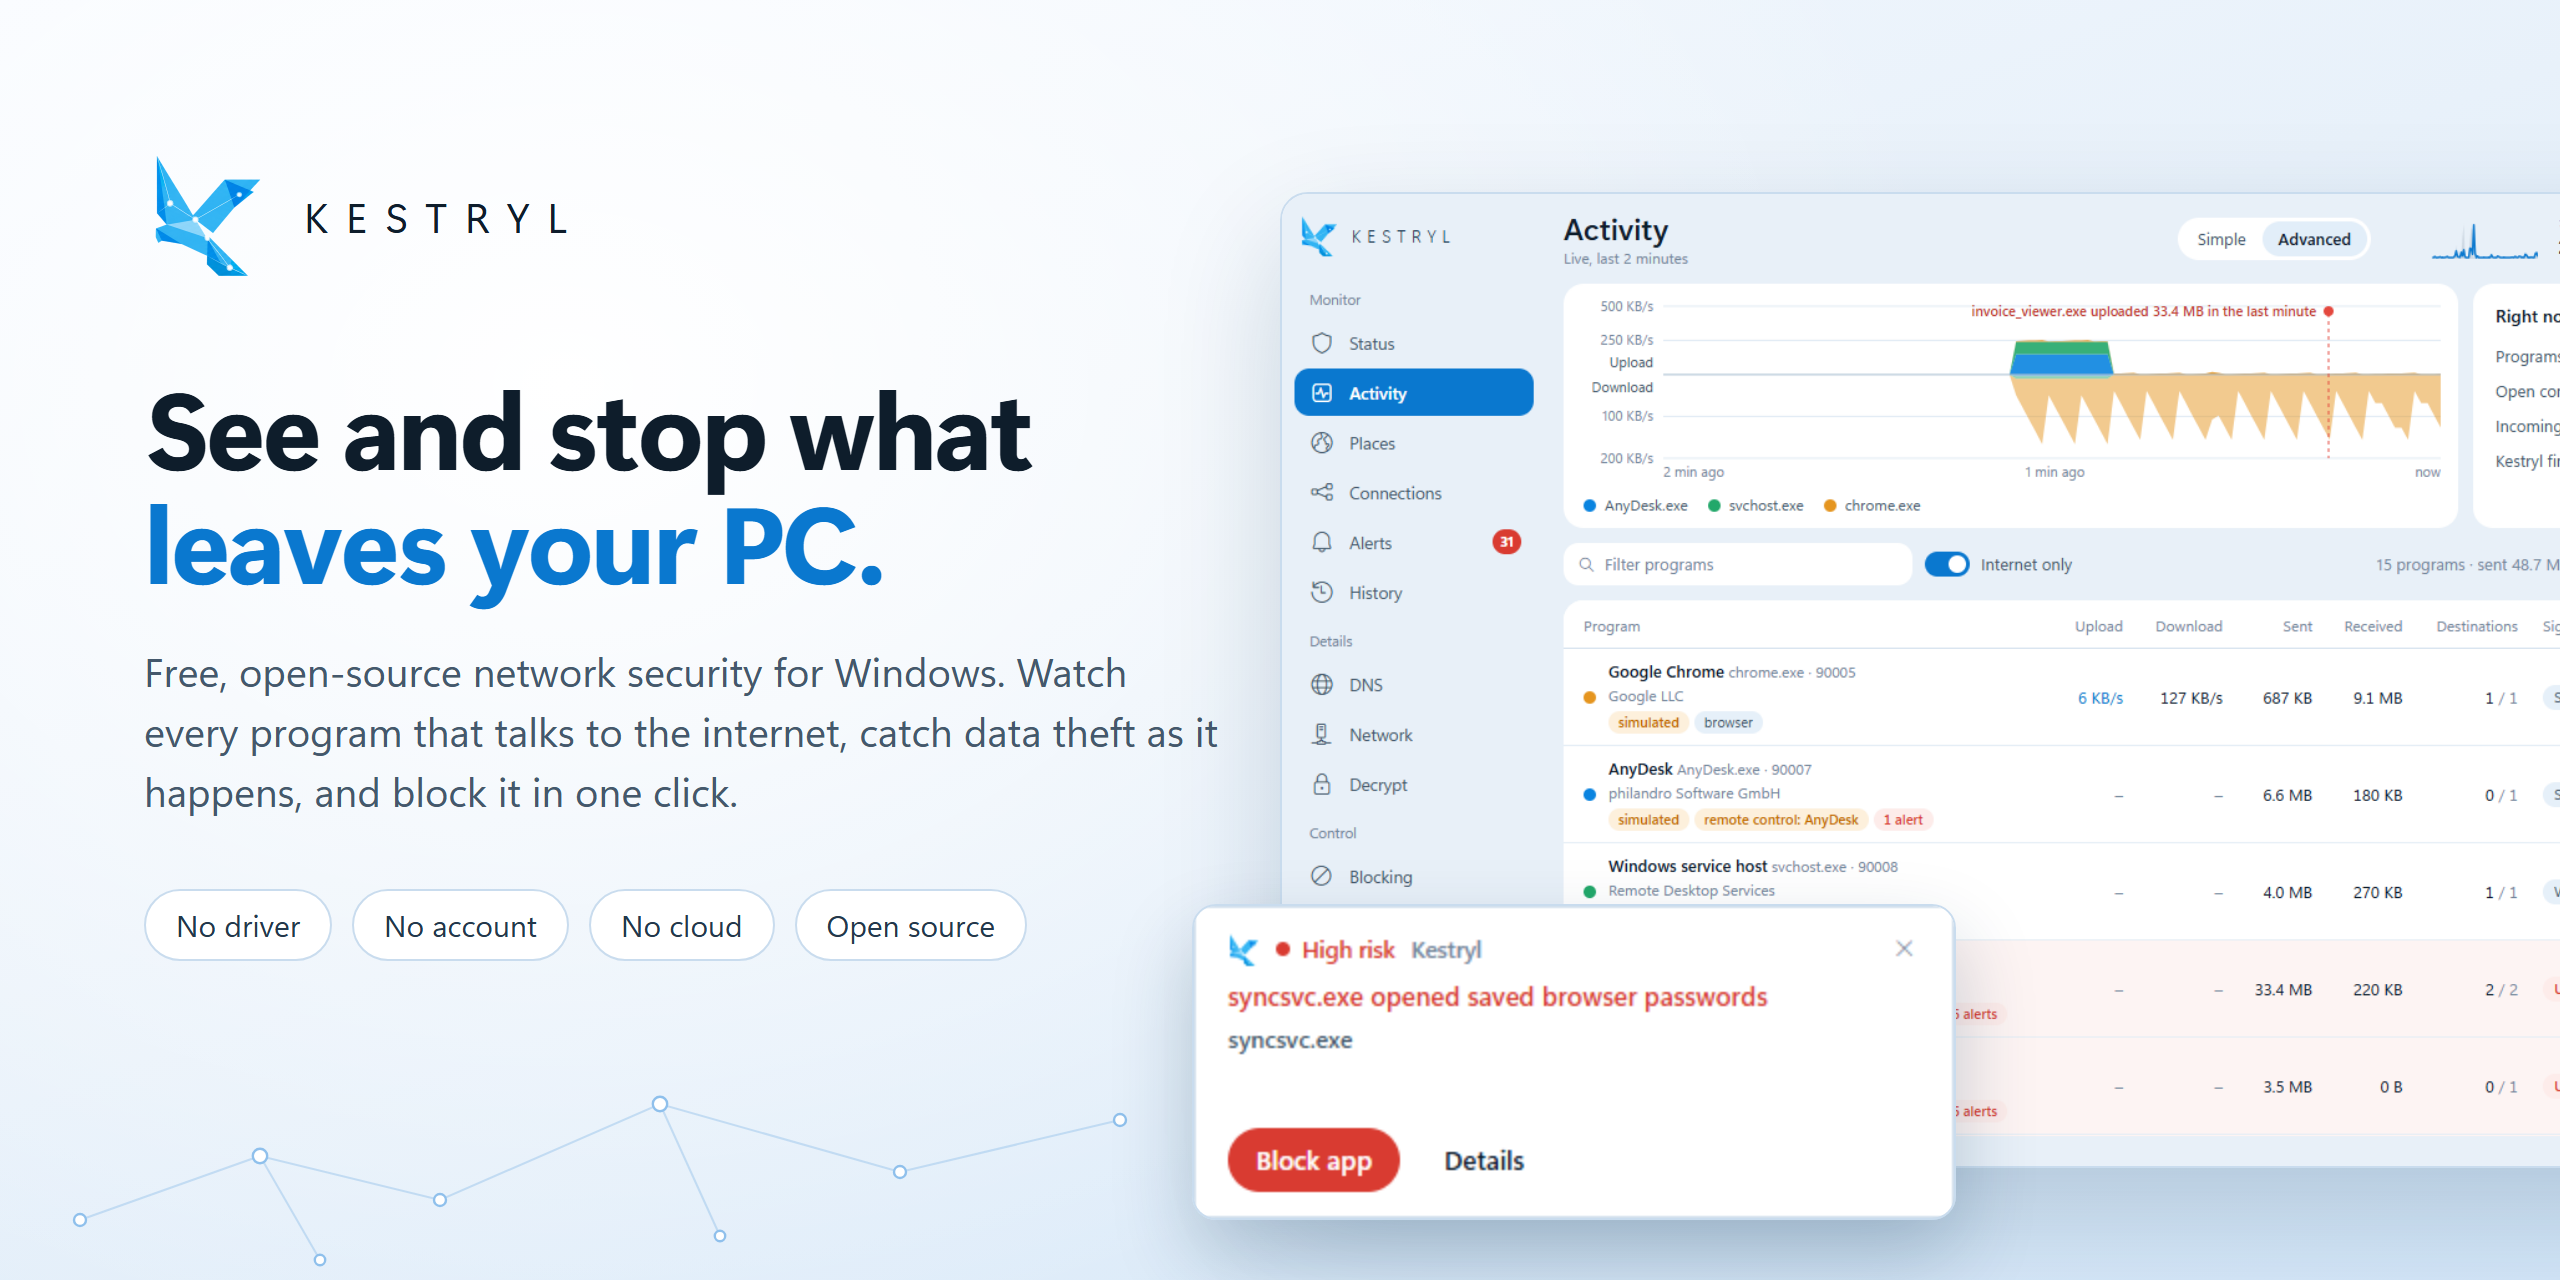 KESTRYL
See and stop what
leaves your PC.
Free, open-source network security for Windows. Watch
every program that talks to the internet, catch data theft as it
happens, and block it in one click.
No driver
No account
No cloud
Open source
KESTRYL
Monitor
Status
Activity
Places
Connections
Alerts
31
History
Details
DNS
Network
Decrypt
Control
Blocking
Activity
Live, last 2 minutes
Simple
Advanced
500 KB/s
250 KB/s
Upload
Download
100 KB/s
200 KB/s
invoice_viewer.exe uploaded 33.4 MB in the last minute
2 min ago
1 min ago
now
AnyDesk.exe
svchost.exe
chrome.exe
Right
Programs
Open
Incoming
Kestryl
Filter programs
Internet only
15 programs · sent 48.7
Program
Upload
Download
Sent
Received
Destinations
Google Chrome chrome.exe · 90005
Google LLC
simulated
browser
6 KB/s
127 KB/s
687 KB
9.1 MB
1 / 1
AnyDesk AnyDesk.exe · 90007
philandro Software GmbH
simulated
remote control: AnyDesk
1 alert
–
–
6.6 MB
180 KB
0 / 1
Windows service host svchost.exe · 90008
Remote Desktop Services
–
–
4.0 MB
270 KB
1 / 1
alerts
–
–
33.4 MB
220 KB
2 / 2
alerts
–
–
3.5 MB
0 B
0 / 1
High risk Kestryl
syncsvc.exe opened saved browser passwords
syncsvc.exe
Block app
Details